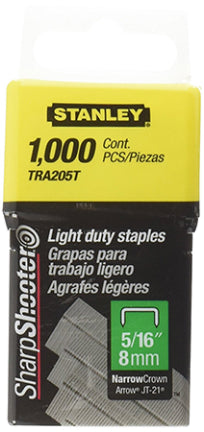 STANLEY
1,000 Cont.
PCS/Piezas
TRA205T
SharpShooter
Light duty staples
Grapas para
trabajo ligero
Agrafes légères
5/16"
8mm
NarrowCrown
Arrow® JT-21®